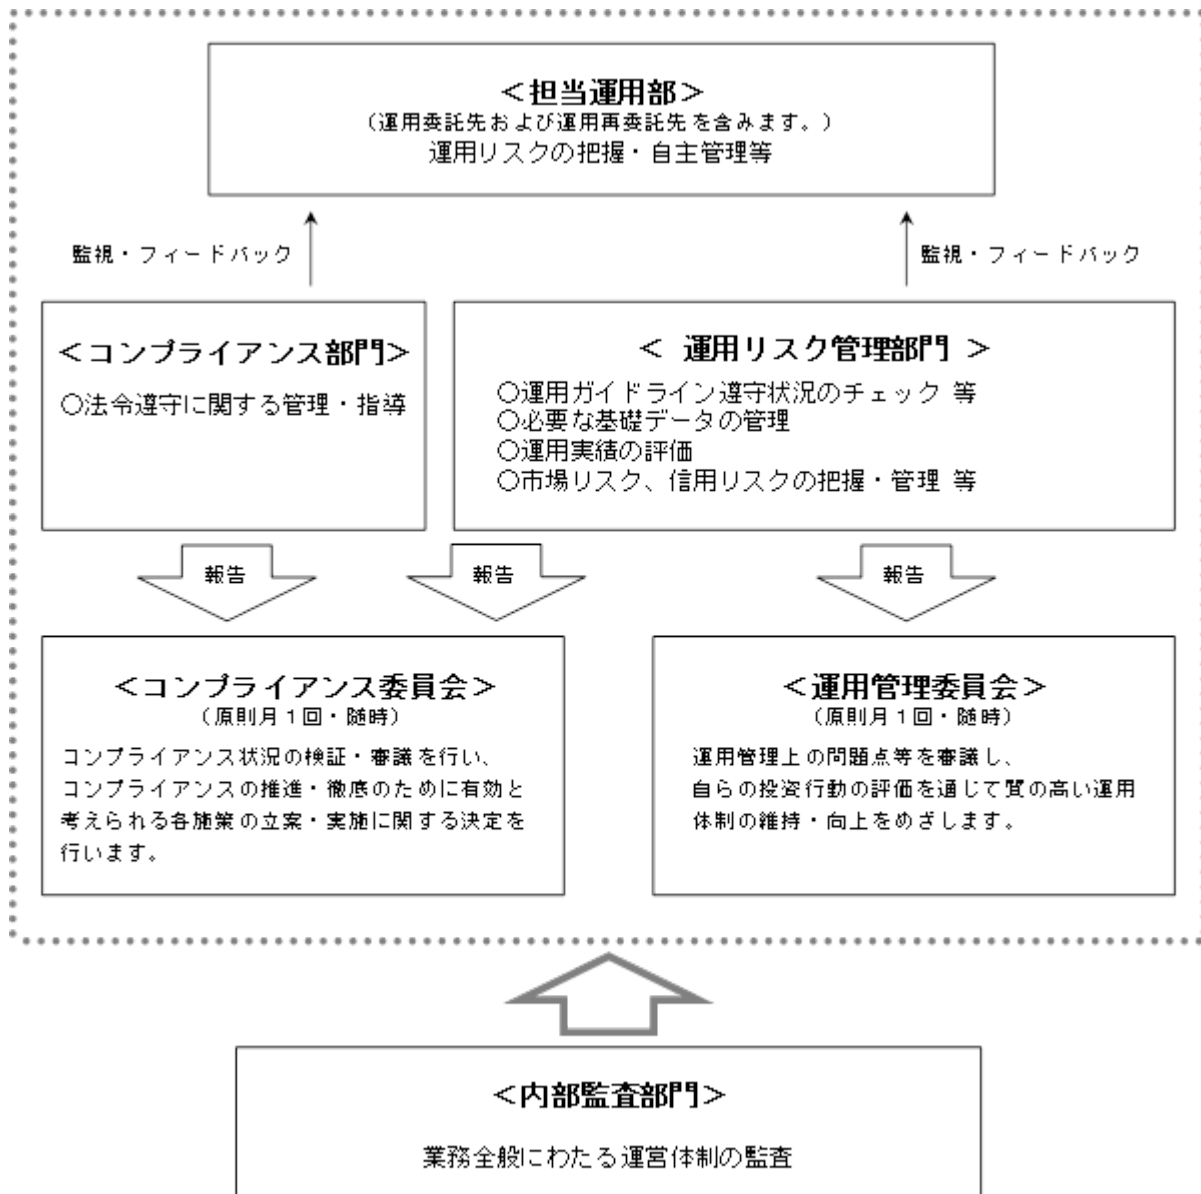 ＜担当運用部＞
（運用委託先および運用再委託先を含みます。）
運用リスクの把握・自主管理等
監視・フィードバック
監視・フィードバック
＜コンプライアンス部門＞
○法令遵守に関する管理・指導
＜ 運用リスク管理部門 ＞
○運用ガイドライン遵守状況のチェック 等
○必要な基礎データの管理
○運用実績の評価
○市場リスク、信用リスクの把握・管理 等
報告
報告
報告
＜コンプライアンス委員会＞
（原則月１回・随時）
コンプライアンス状況の検証・審議を行い、
コンプライアンスの推進・徹底のために有効と
考えられる各施策の立案・実施に関する決定を
行います。
＜運用管理委員会＞
（原則月１回・随時）
運用管理上の問題点等を審議し、
自らの投資行動の評価を通じて質の高い運用
体制の維持・向上をめざします。
＜内部監査部門＞
業務全般にわたる運営体制の監査